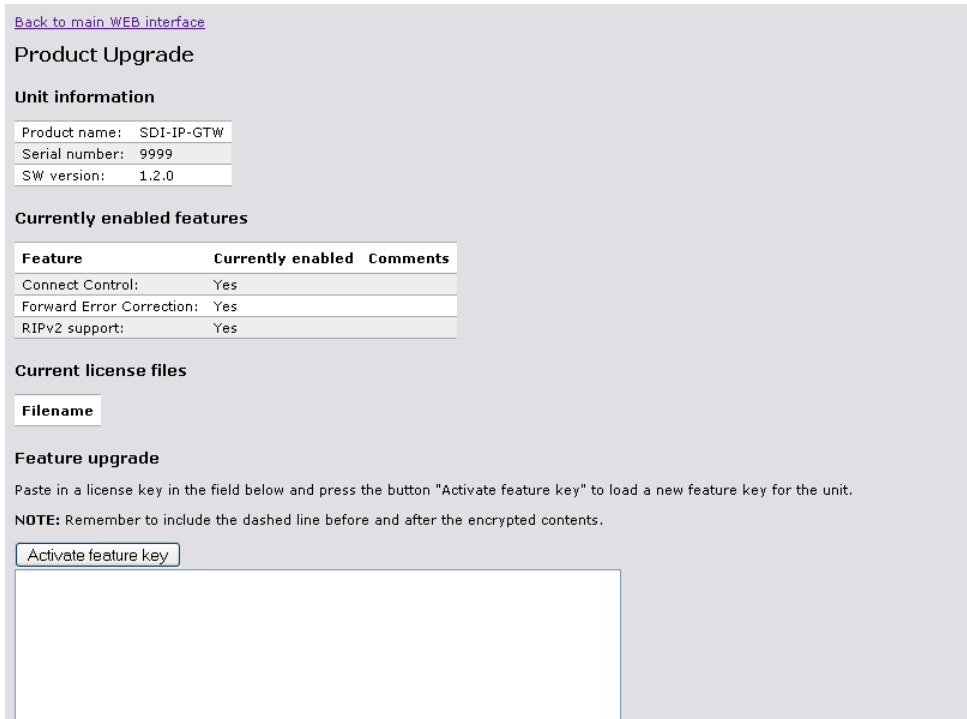 Back to main WEB interface
Product Upgrade
Unit information
Product name: SDI-IP-GTW
Serial number: 9999
SW version: 1.2.0
Currently enabled features
Feature Currently enabled Comments
Connect Control: Yes
Forward Error Correction: Yes
RIPv2 support: Yes
Current license files
Filename
Feature upgrade
Paste in a license key in the field below and press the button "Activate feature key" to load a new feature key for the unit.
NOTE: Remember to include the dashed line before and after the encrypted contents.
Activate feature key